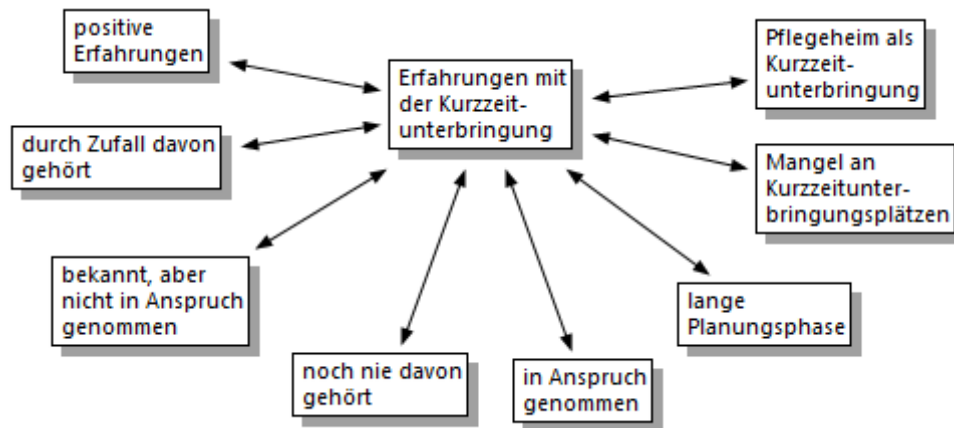 positive
Erfahrungen
Erfahrungen mit
der Kurzzeit-
unterbringung
Pflegeheim als
Kurzzeit-
unterbringung
durch Zufall davon
gehört
Mangel an
Kurzzeitunter-
bringungsplätzen
bekannt, aber
nicht in Anspruch
genommen
lange
Planungsphase
noch nie davon
gehört
in Anspruch
genommen